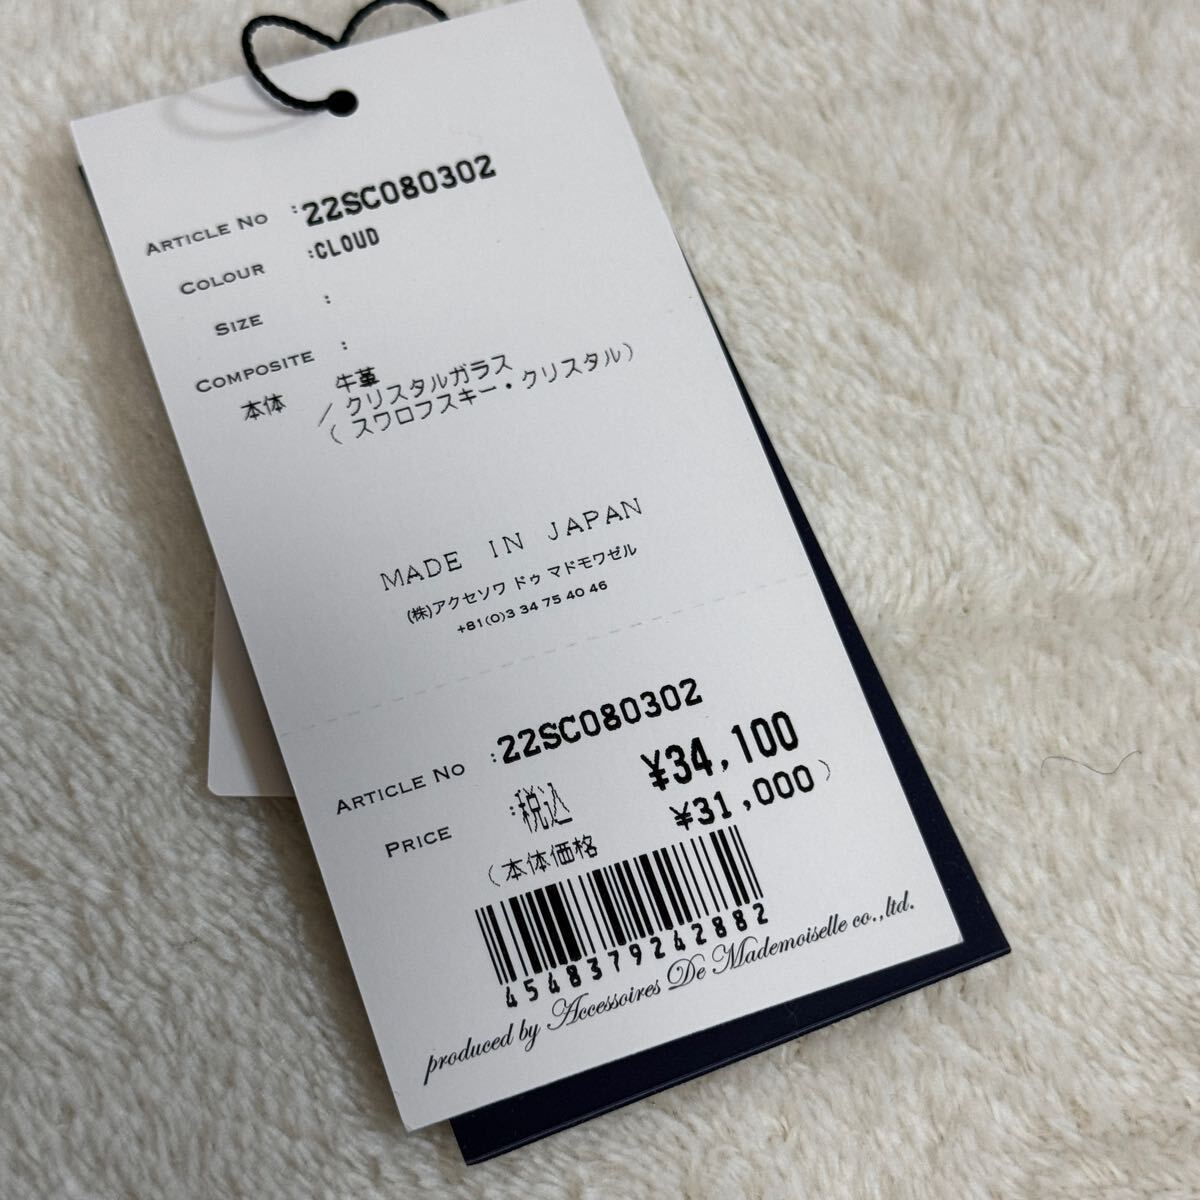 ARTICLE NO :22SC080302
COLOUR :CLOUD
SIZE :
COMPOSITE :
本体 牛革
/ クリスタルガラス
( スワロフスキー・クリスタル)
MADE IN JAPAN
(株)アクセソワ ドゥ マドモワゼル
+81(0)3 34 75 40 46
ARTICLE NO :22SC080302
PRICE :税込 ¥34,100
(本体価格 ¥31,000)
4548379242882
produced by Accessoires De Mademoiselle co.,ltd.